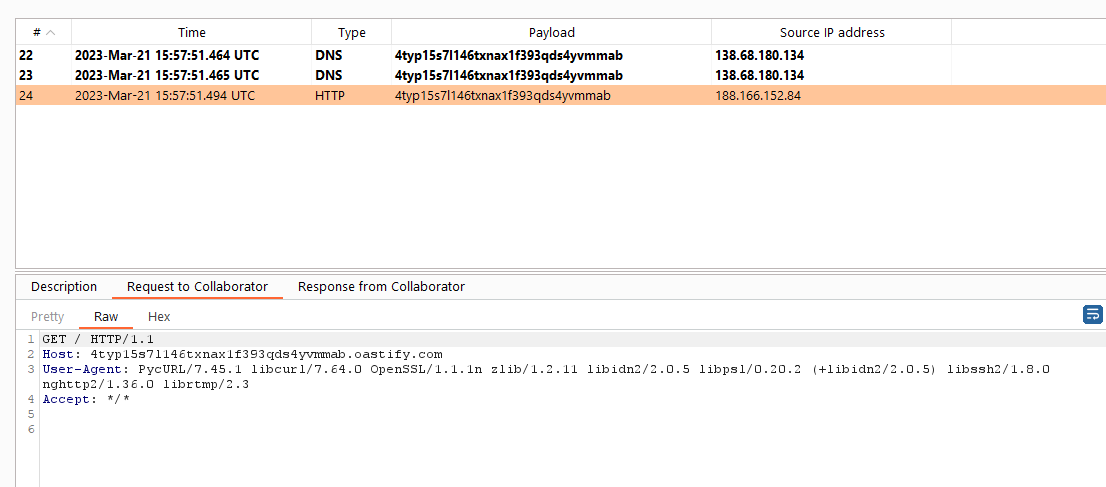 # Time Type Payload Source IP address
22 2023-Mar-21 15:57:51.464 UTC DNS 4typ15s7l146txnax1f393qds4yvmmab 138.68.180.134
23 2023-Mar-21 15:57:51.465 UTC DNS 4typ15s7l146txnax1f393qds4yvmmab 138.68.180.134
24 2023-Mar-21 15:57:51.494 UTC HTTP 4typ15s7l146txnax1f393qds4yvmmab 188.166.152.84
Description Request to Collaborator Response from Collaborator
Pretty Raw Hex
1 GET / HTTP/1.1
2 Host: 4typ15s7l146txnax1f393qds4yvmmab.oastify.com
3 User-Agent: PycURL/7.45.1 libcurl/7.64.0 OpenSSL/1.1.1n zlib/1.2.11 libidn2/2.0.5 libpsl/0.20.2 (+libidn2/2.0.5) libssh2/1.8.0
nghttp2/1.36.0 librtmp/2.3
4 Accept: */*
5
6